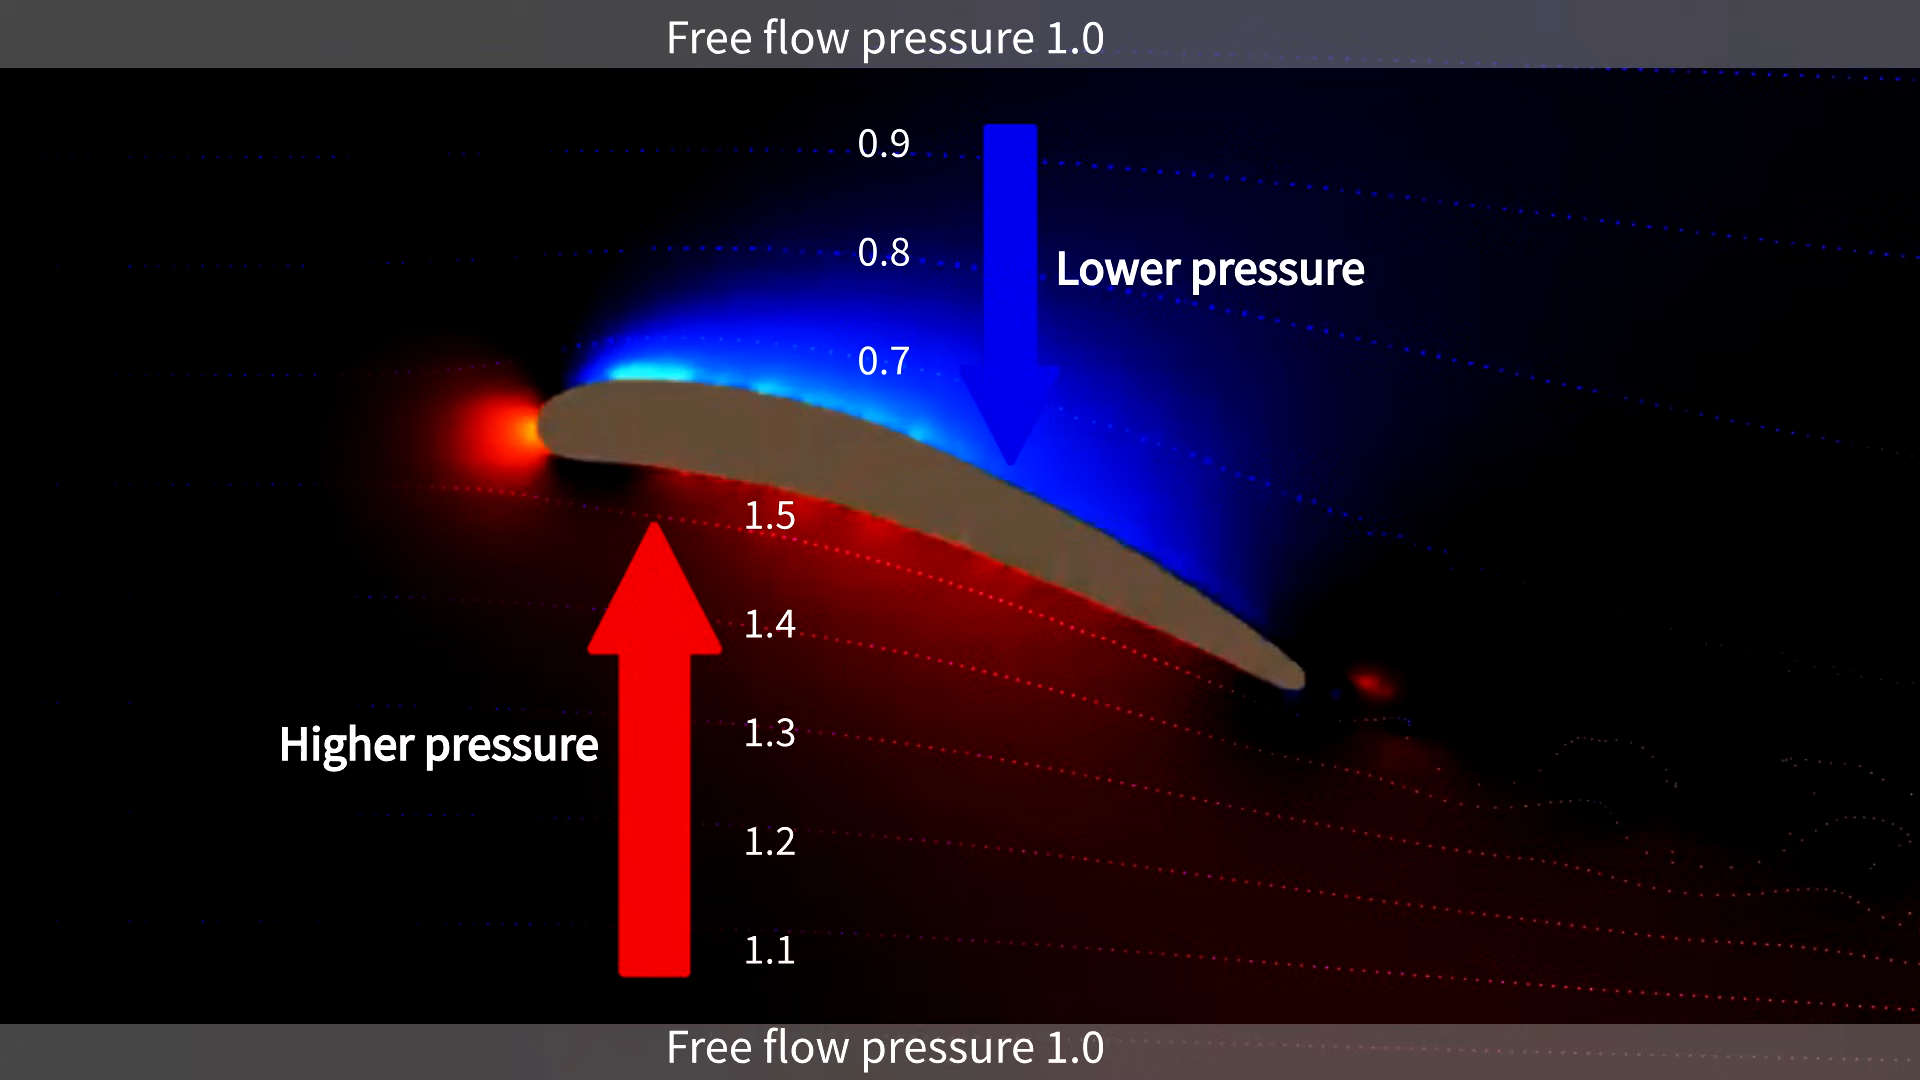 Free flow pressure 1.0
0.9
0.8
Lower pressure
0.7
1.5
1.4
1.3
Higher pressure
1.2
1.1
Free flow pressure 1.0